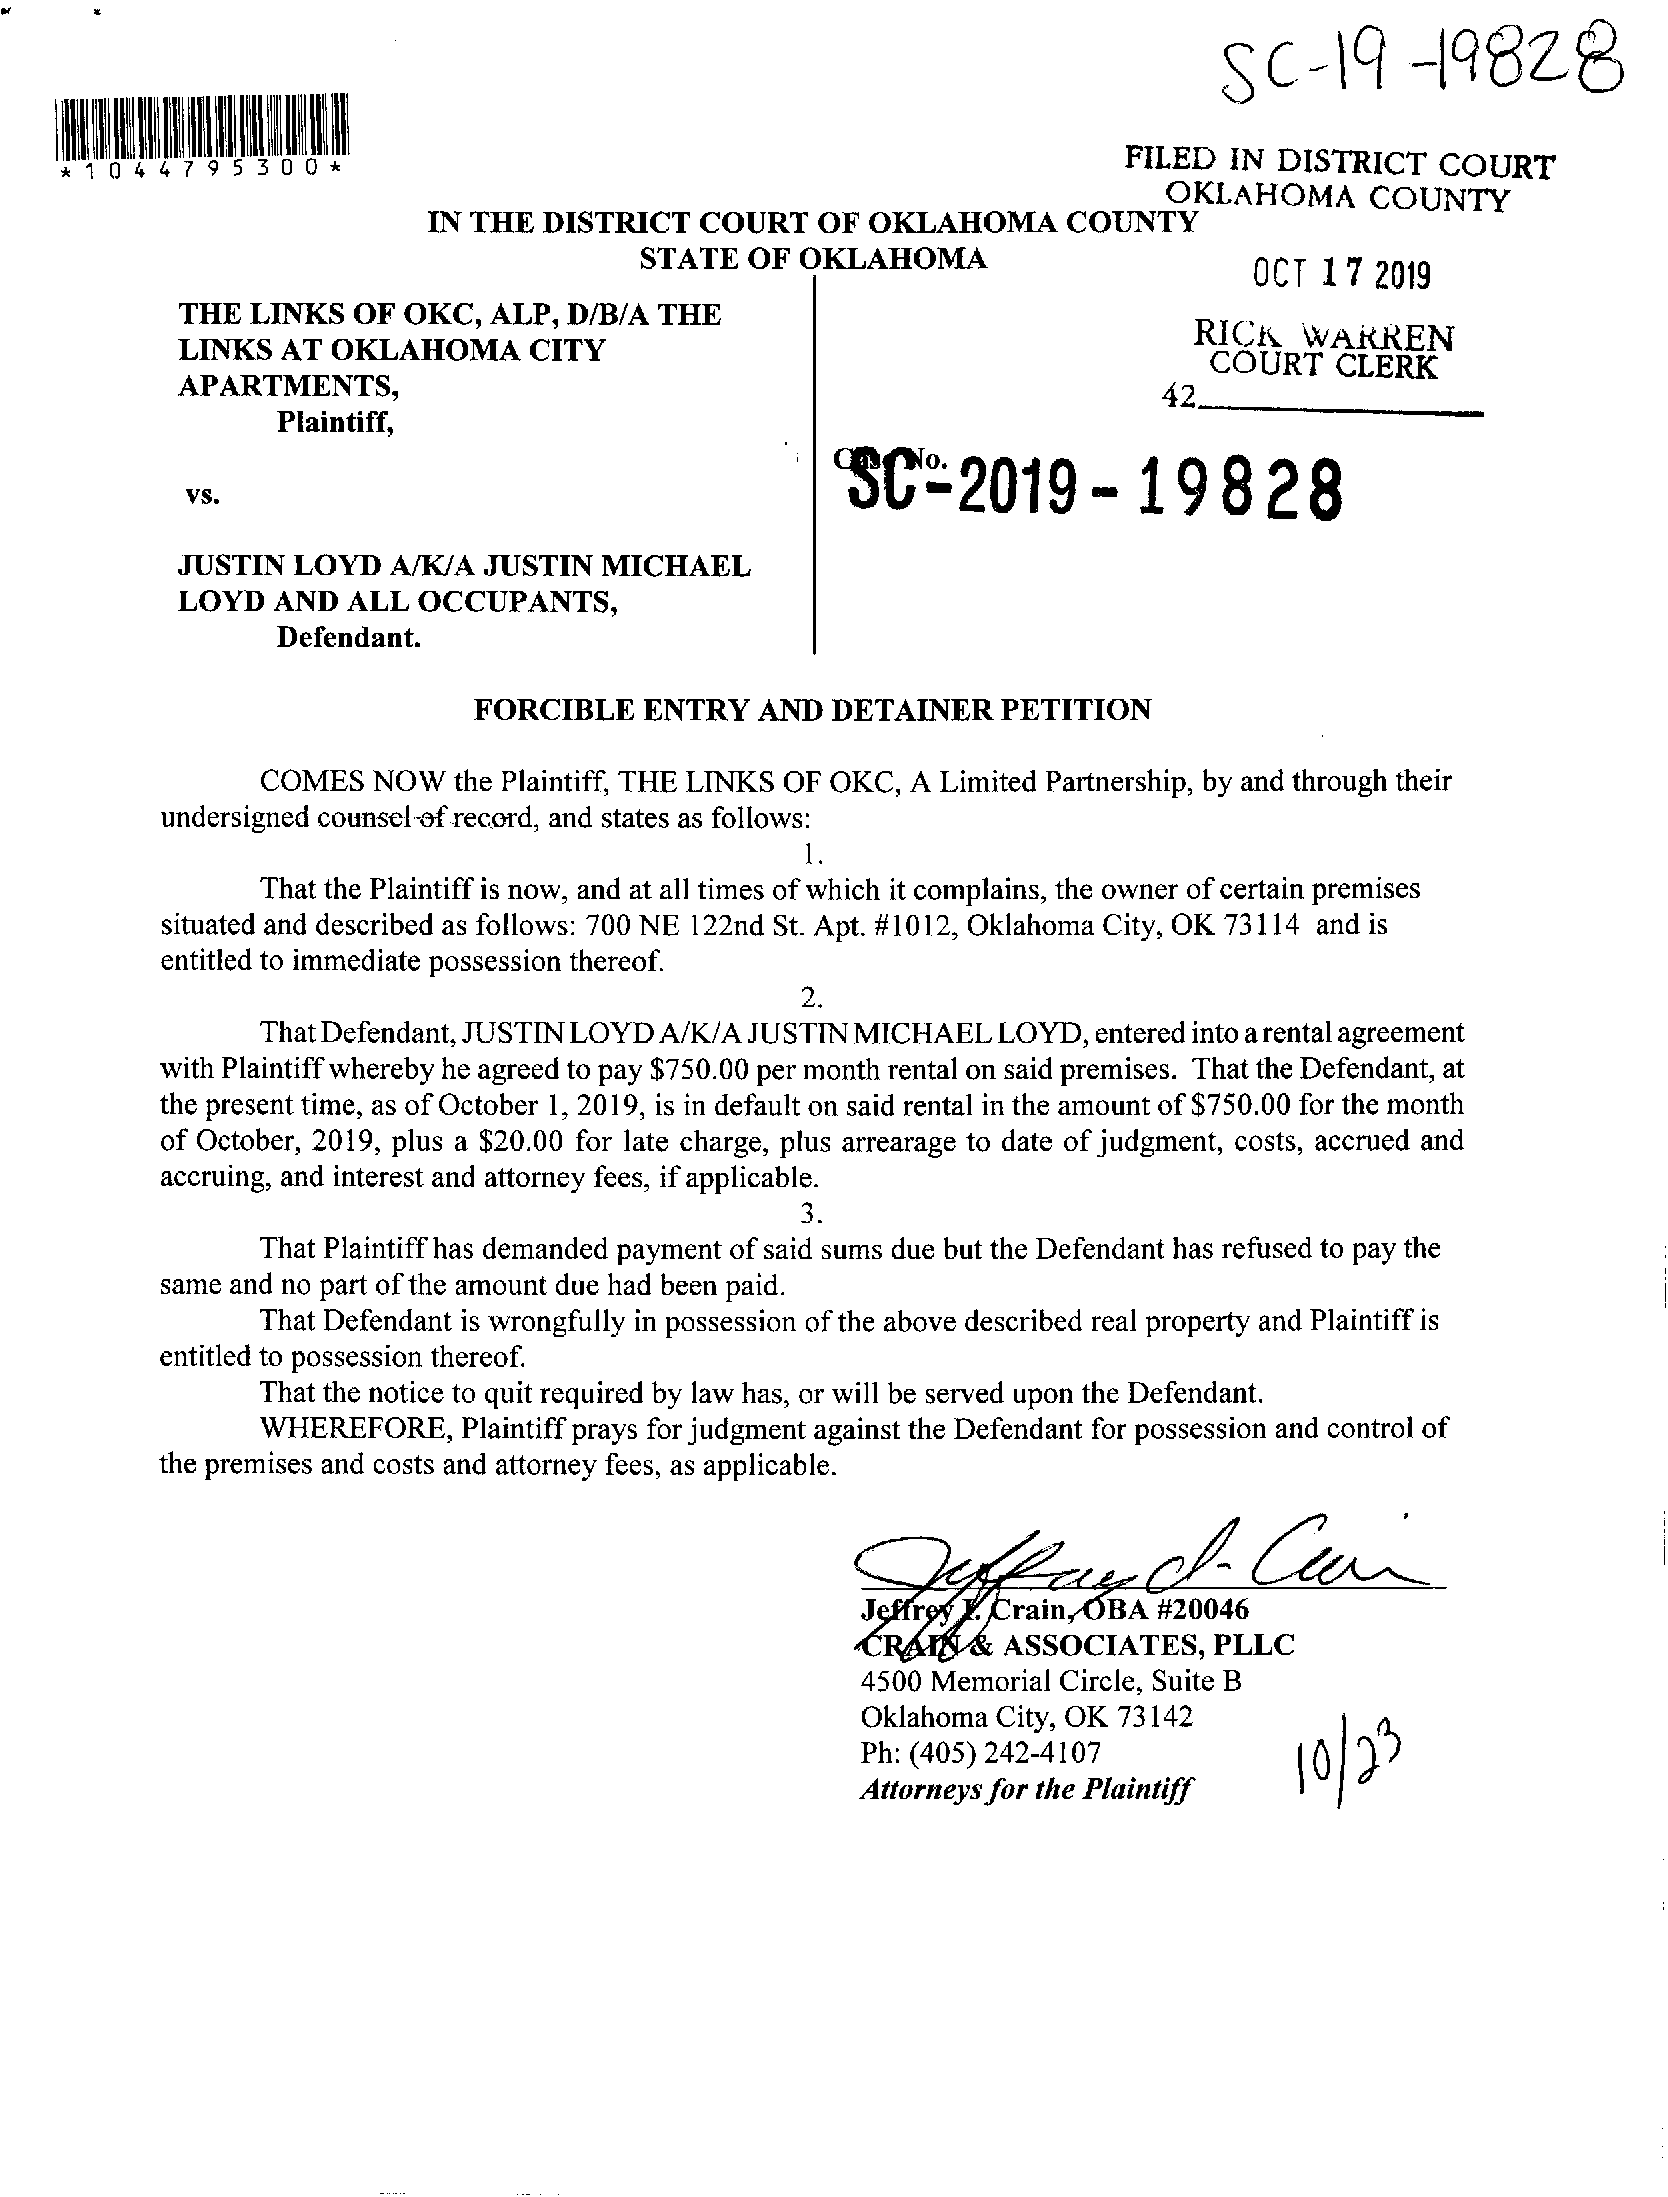 SC-19-19828
*1044795300*
FILED IN DISTRICT COURT
OKLAHOMA COUNTY
IN THE DISTRICT COURT OF OKLAHOMA COUNTY
STATE OF OKLAHOMA
OCT 17 2019
RICK WARREN
COURT CLERK
42
THE LINKS OF OKC, ALP, D/B/A THE
LINKS AT OKLAHOMA CITY
APARTMENTS,
Plaintiff,
vs.
Case No.
SC-2019-19828
JUSTIN LOYD A/K/A JUSTIN MICHAEL
LOYD AND ALL OCCUPANTS,
Defendant.
FORCIBLE ENTRY AND DETAINER PETITION
COMES NOW the Plaintiff, THE LINKS OF OKC, A Limited Partnership, by and through their
undersigned counsel of record, and states as follows:
1.
That the Plaintiff is now, and at all times of which it complains, the owner of certain premises
situated and described as follows: 700 NE 122nd St. Apt. #1012, Oklahoma City, OK 73114 and is
entitled to immediate possession thereof.
2.
That Defendant, JUSTIN LOYD A/K/A JUSTIN MICHAEL LOYD, entered into a rental agreement
with Plaintiff whereby he agreed to pay $750.00 per month rental on said premises. That the Defendant, at
the present time, as of October 1, 2019, is in default on said rental in the amount of $750.00 for the month
of October, 2019, plus a $20.00 for late charge, plus arrearage to date of judgment, costs, accrued and
accruing, and interest and attorney fees, if applicable.
3.
That Plaintiff has demanded payment of said sums due but the Defendant has refused to pay the
same and no part of the amount due had been paid.
That Defendant is wrongfully in possession of the above described real property and Plaintiff is
entitled to possession thereof.
That the notice to quit required by law has, or will be served upon the Defendant.
WHEREFORE, Plaintiff prays for judgment against the Defendant for possession and control of
the premises and costs and attorney fees, as applicable.
Jeffrey Crain, OBA #20046
CRAIN & ASSOCIATES, PLLC
4500 Memorial Circle, Suite B
Oklahoma City, OK 73142
Ph: (405) 242-4107
Attorneys for the Plaintiff
10/23